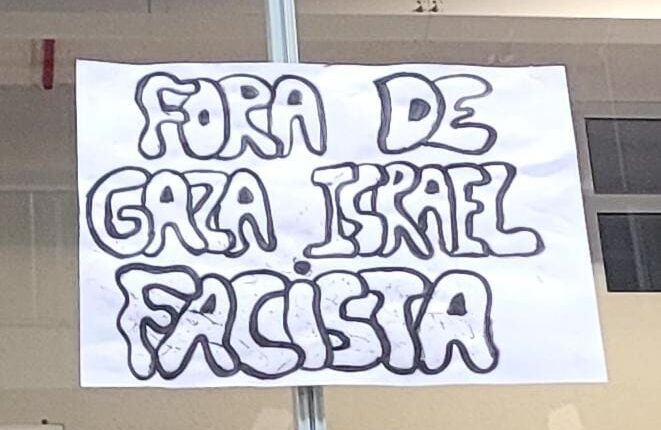 FORA DE
GAZA ISRAEL
FACiSTA